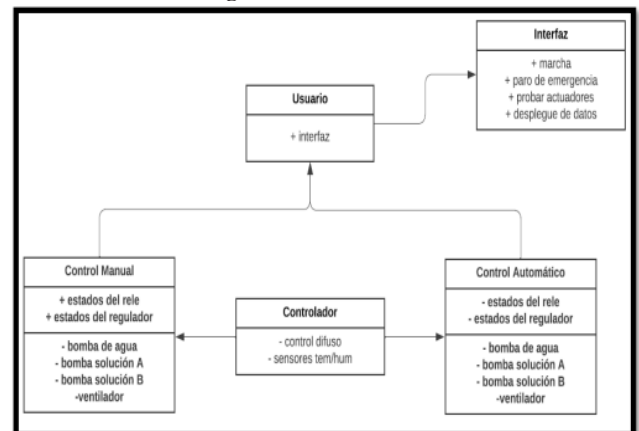 Interfaz
+ marcha
+ paro de emergencia
+ probar actuadores
+ desplegue de datos
Usuario
+ interfaz
Control Manual
+ estados del rele
+ estados del regulador
- bomba de agua
- bomba solución A
- bomba solución B
-ventilador
Controlador
- control difuso
- sensores tem/hum
Control Automático
- estados del rele
- estados del regulador
- bomba de agua
- bomba solución A
- bomba solución B
-ventilador